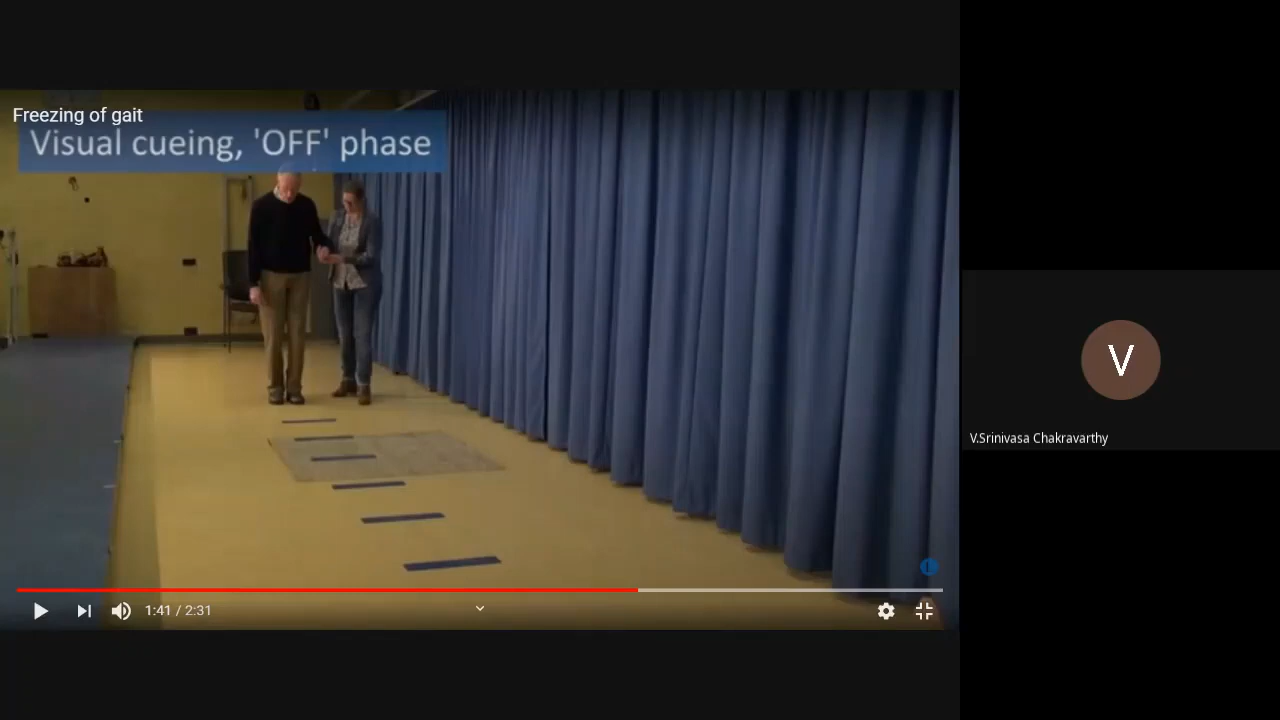 Freezing of gait
Visual cueing, 'OFF' phase
1:41 / 2:31
V
V.Srinivasa Chakravarthy